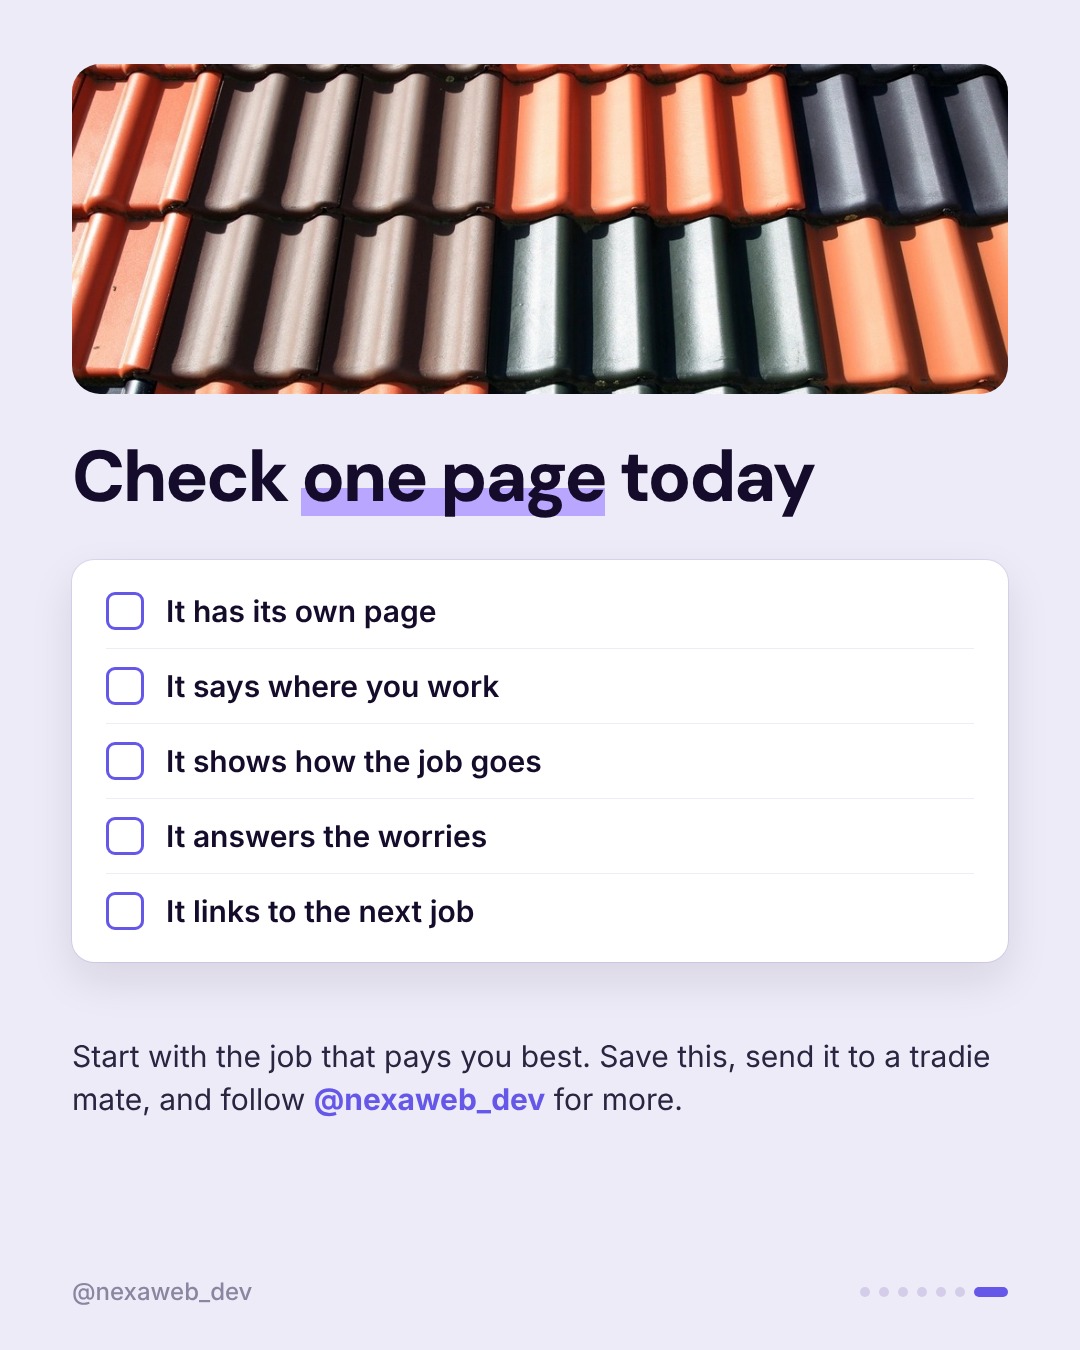 Check one page today
It has its own page
It says where you work
It shows how the job goes
It answers the worries
It links to the next job
Start with the job that pays you best. Save this, send it to a tradie
mate, and follow @nexaweb_dev for more.
@nexaweb_dev